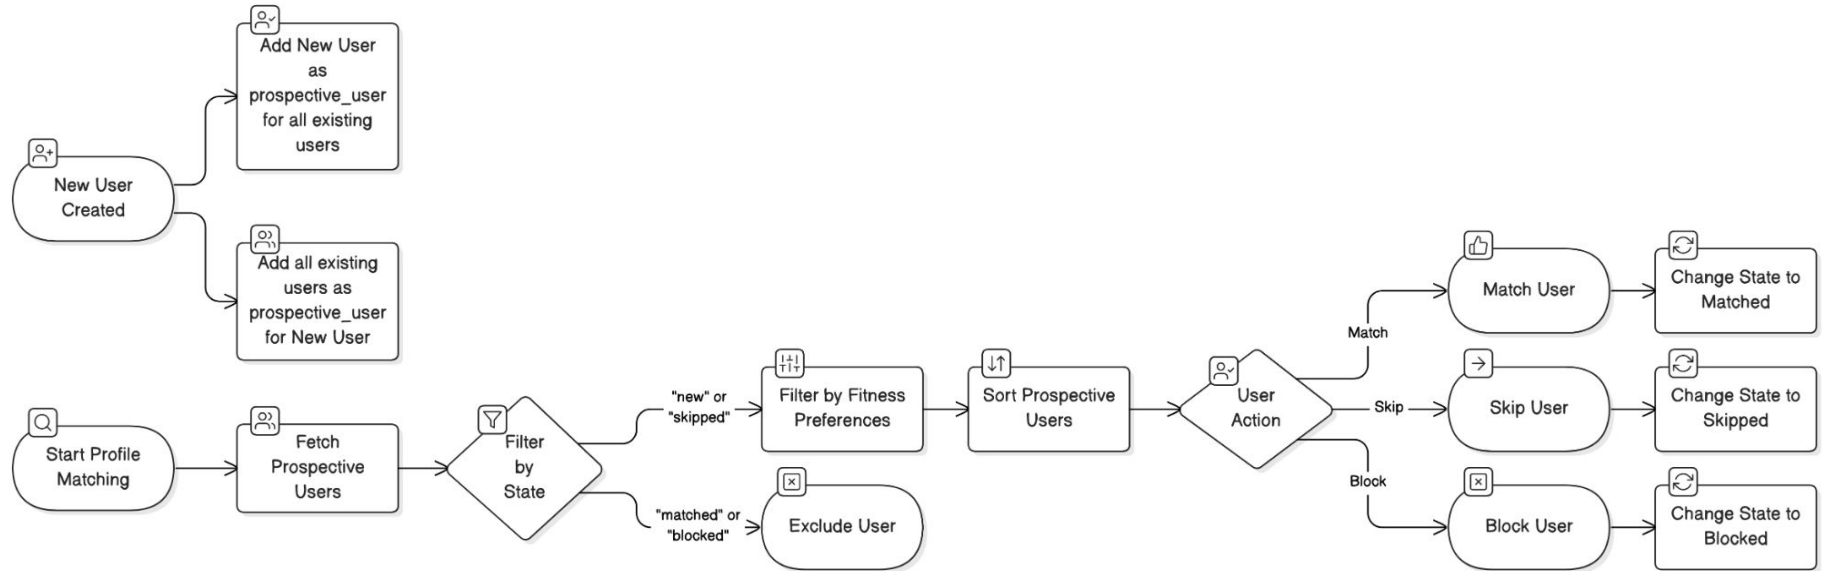 Add New User
as
prospective_user
for all existing
users
New User
Created
Add all existing
users as
prospective_user
for New User
Start Profile
Matching
Fetch
Prospective
Users
Filter
by
State
"new" or
"skipped"
"matched" or
"blocked"
Filter by Fitness
Preferences
Exclude User
Sort Prospective
Users
User
Action
Match
Skip
Block
Match User
Change State to
Matched
Skip User
Change State to
Skipped
Block User
Change State to
Blocked